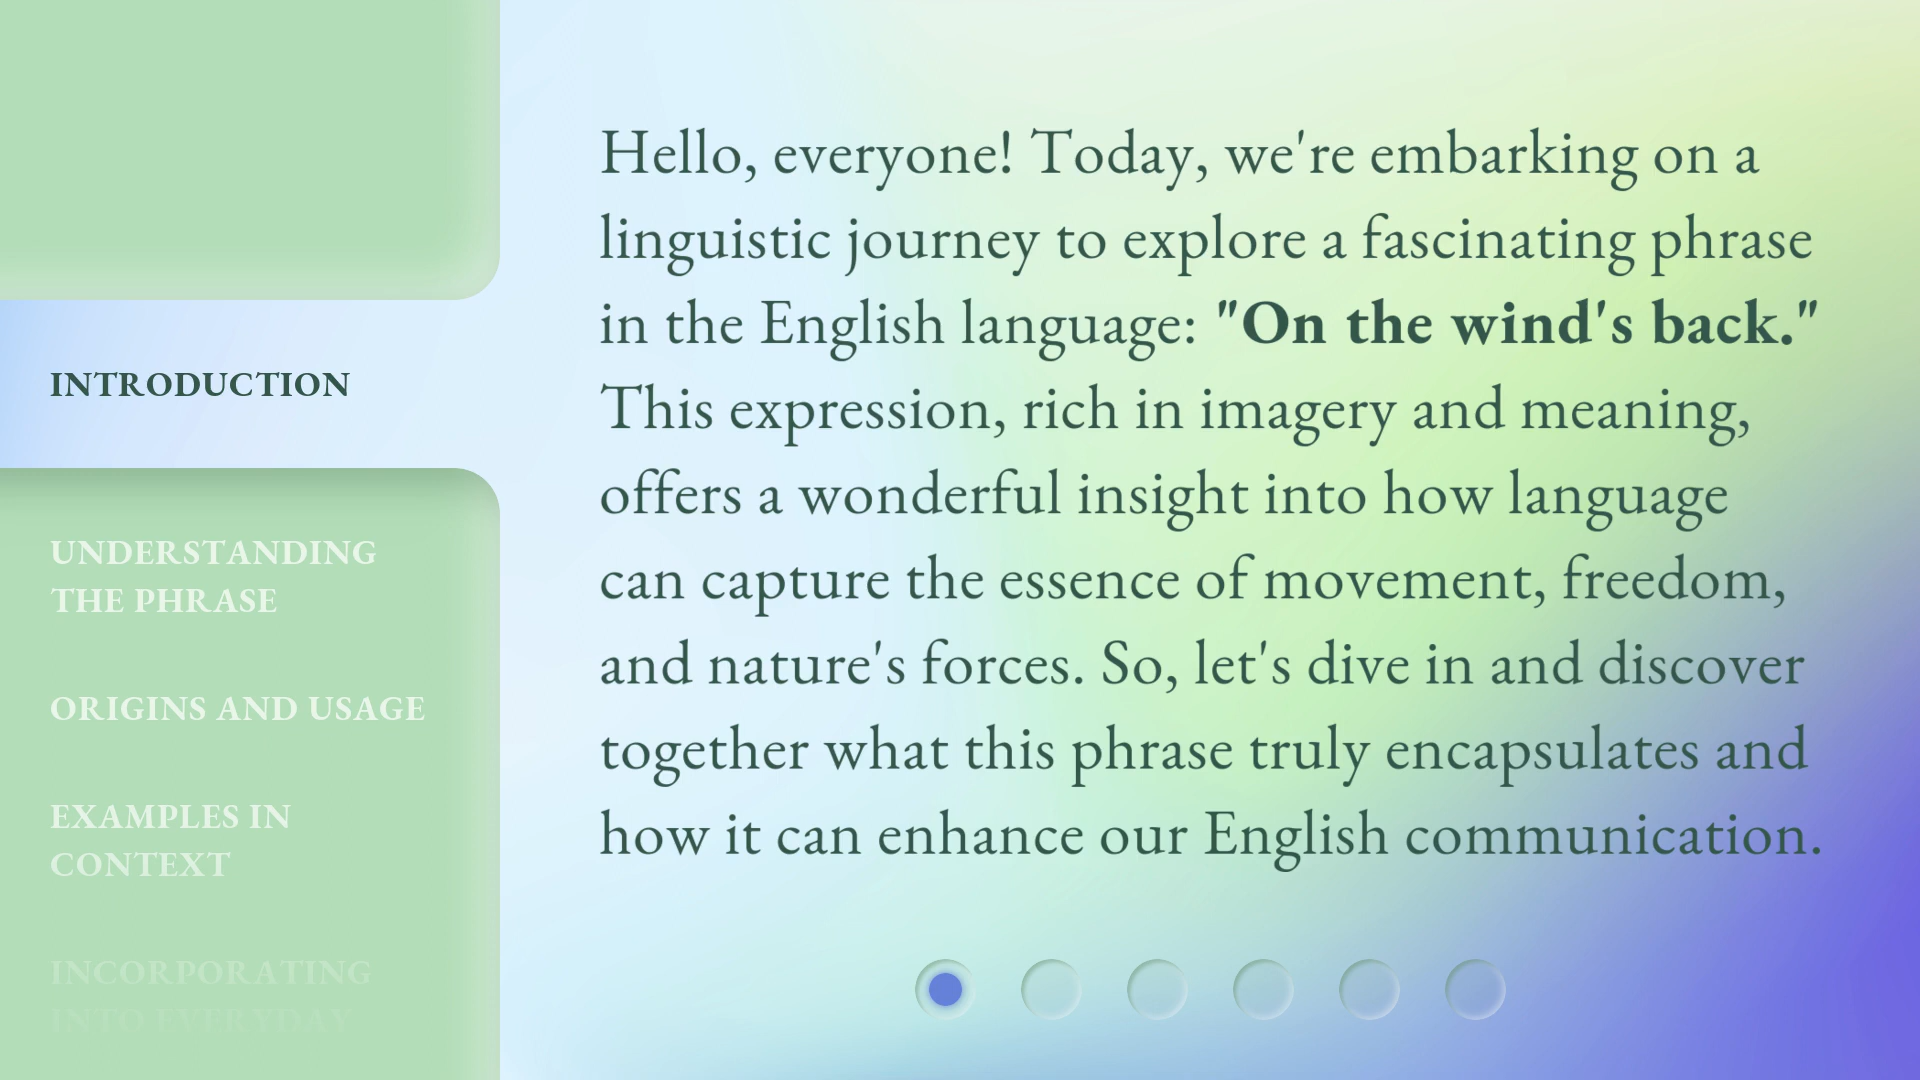 INTRODUCTION
UNDERSTANDING
THE PHRASE
ORIGINS AND USAGE
EXAMPLES IN
CONTEXT
INCORPORATING
INTO EVERYDAY
Hello, everyone! Today, we're embarking on a
linguistic journey to explore a fascinating phrase
in the English language: "On the wind's back."
This expression, rich in imagery and meaning,
offers a wonderful insight into how language
can capture the essence of movement, freedom,
and nature's forces. So, let's dive in and discover
together what this phrase truly encapsulates and
how it can enhance our English communication.